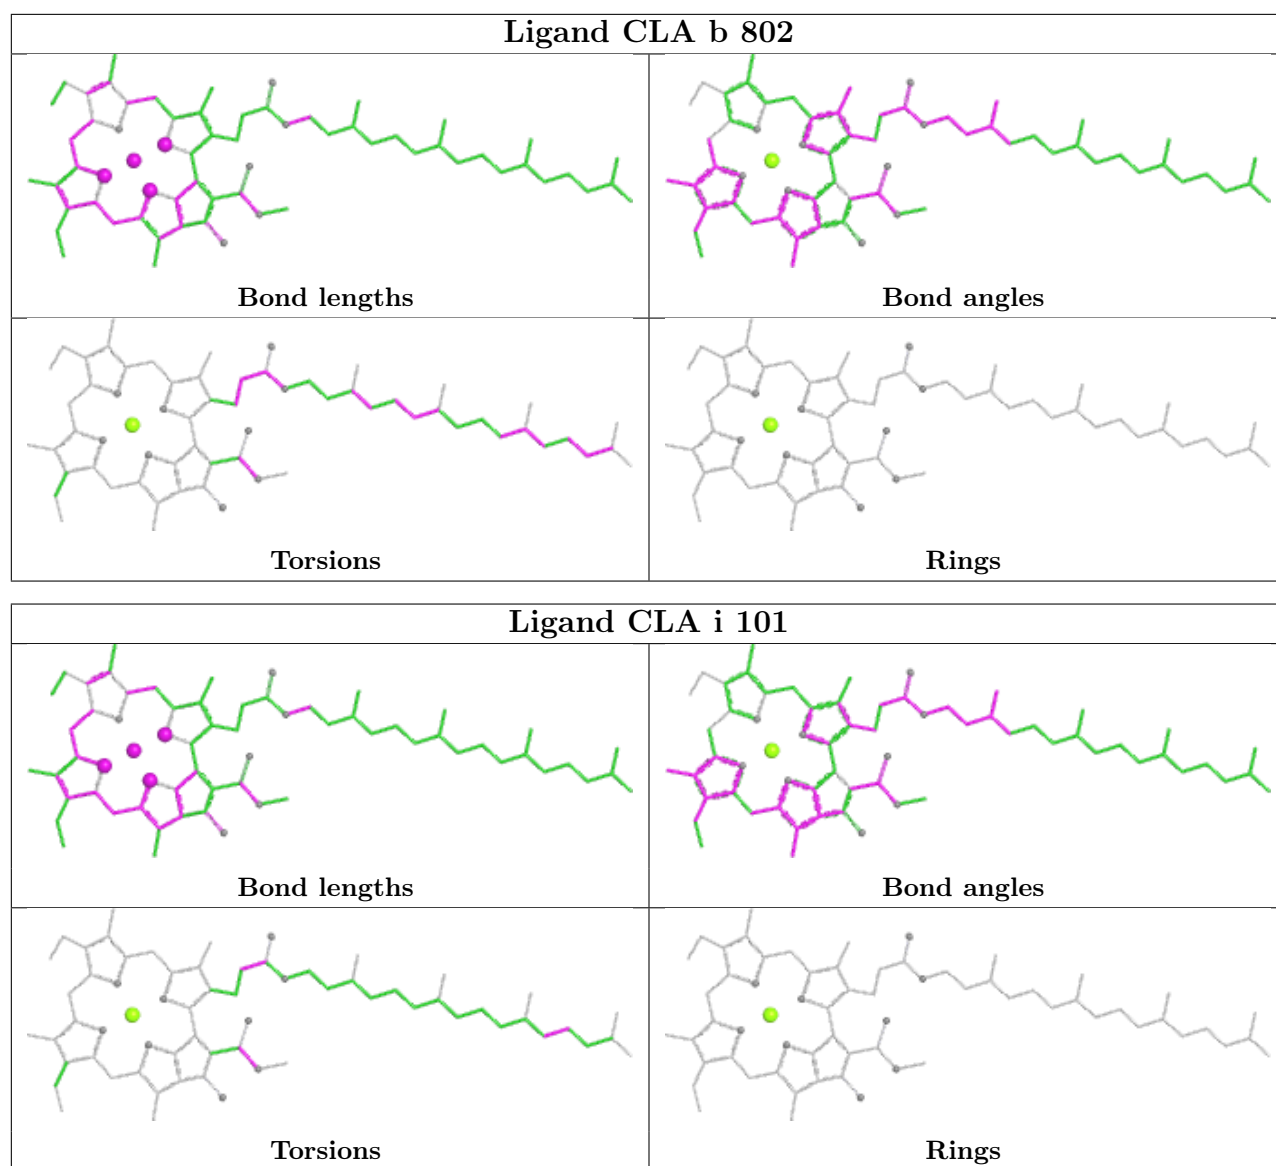 Ligand CLA b 802
Bond lengths
Bond angles
Torsions
Rings
Ligand CLA i 101
Bond lengths
Bond angles
Torsions
Rings